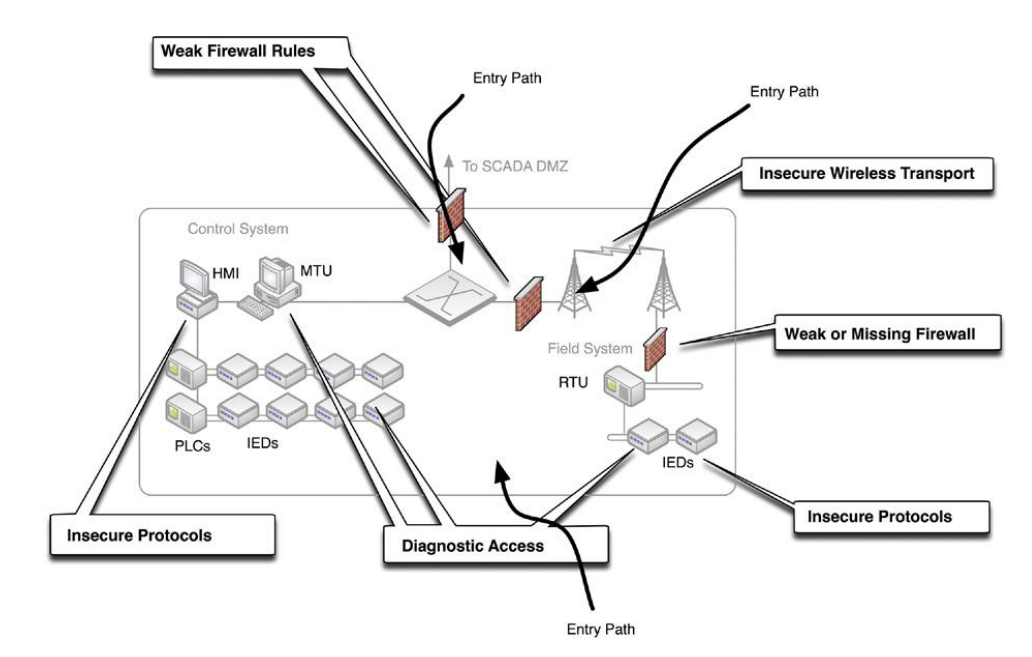 Weak Firewall Rules
Entry Path
Entry Path
To SCADA DMZ
Insecure Wireless Transport
Control System
HMI
MTU
Weak or Missing Firewall
Field System
RTU
PLCs
IEDs
IEDs
Insecure Protocols
Insecure Protocols
Diagnostic Access
Entry Path